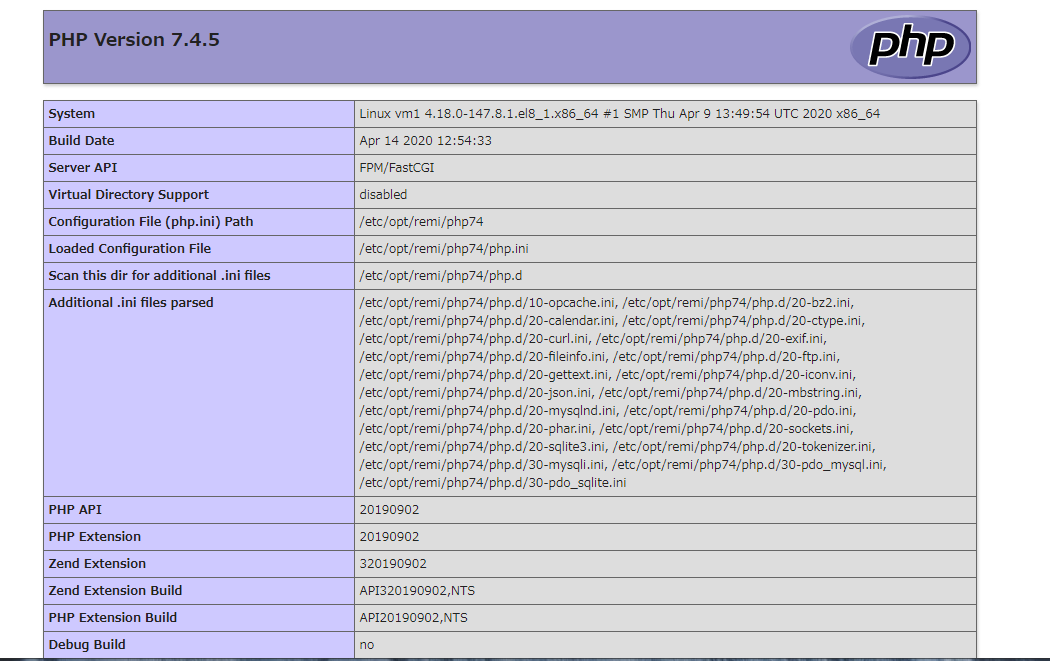 PHP Version 7.4.5
php
System Linux vm1 4.18.0-147.8.1.el8_1.x86_64 #1 SMP Thu Apr 9 13:49:54 UTC 2020 x86_64
Build Date Apr 14 2020 12:54:33
Server API FPM/FastCGI
Virtual Directory Support disabled
Configuration File (php.ini) Path /etc/opt/remi/php74
Loaded Configuration File /etc/opt/remi/php74/php.ini
Scan this dir for additional .ini files /etc/opt/remi/php74/php.d
Additional .ini files parsed /etc/opt/remi/php74/php.d/10-opcache.ini, /etc/opt/remi/php74/php.d/20-bz2.ini,
/etc/opt/remi/php74/php.d/20-calendar.ini, /etc/opt/remi/php74/php.d/20-ctype.ini,
/etc/opt/remi/php74/php.d/20-curl.ini, /etc/opt/remi/php74/php.d/20-exif.ini,
/etc/opt/remi/php74/php.d/20-fileinfo.ini, /etc/opt/remi/php74/php.d/20-ftp.ini,
/etc/opt/remi/php74/php.d/20-gettext.ini, /etc/opt/remi/php74/php.d/20-iconv.ini,
/etc/opt/remi/php74/php.d/20-json.ini, /etc/opt/remi/php74/php.d/20-mbstring.ini,
/etc/opt/remi/php74/php.d/20-mysqlnd.ini, /etc/opt/remi/php74/php.d/20-pdo.ini,
/etc/opt/remi/php74/php.d/20-phar.ini, /etc/opt/remi/php74/php.d/20-sockets.ini,
/etc/opt/remi/php74/php.d/20-sqlite3.ini, /etc/opt/remi/php74/php.d/20-tokenizer.ini,
/etc/opt/remi/php74/php.d/30-mysqli.ini, /etc/opt/remi/php74/php.d/30-pdo_mysql.ini,
/etc/opt/remi/php74/php.d/30-pdo_sqlite.ini
PHP API 20190902
PHP Extension 20190902
Zend Extension 320190902
Zend Extension Build API320190902,NTS
PHP Extension Build API20190902,NTS
Debug Build no